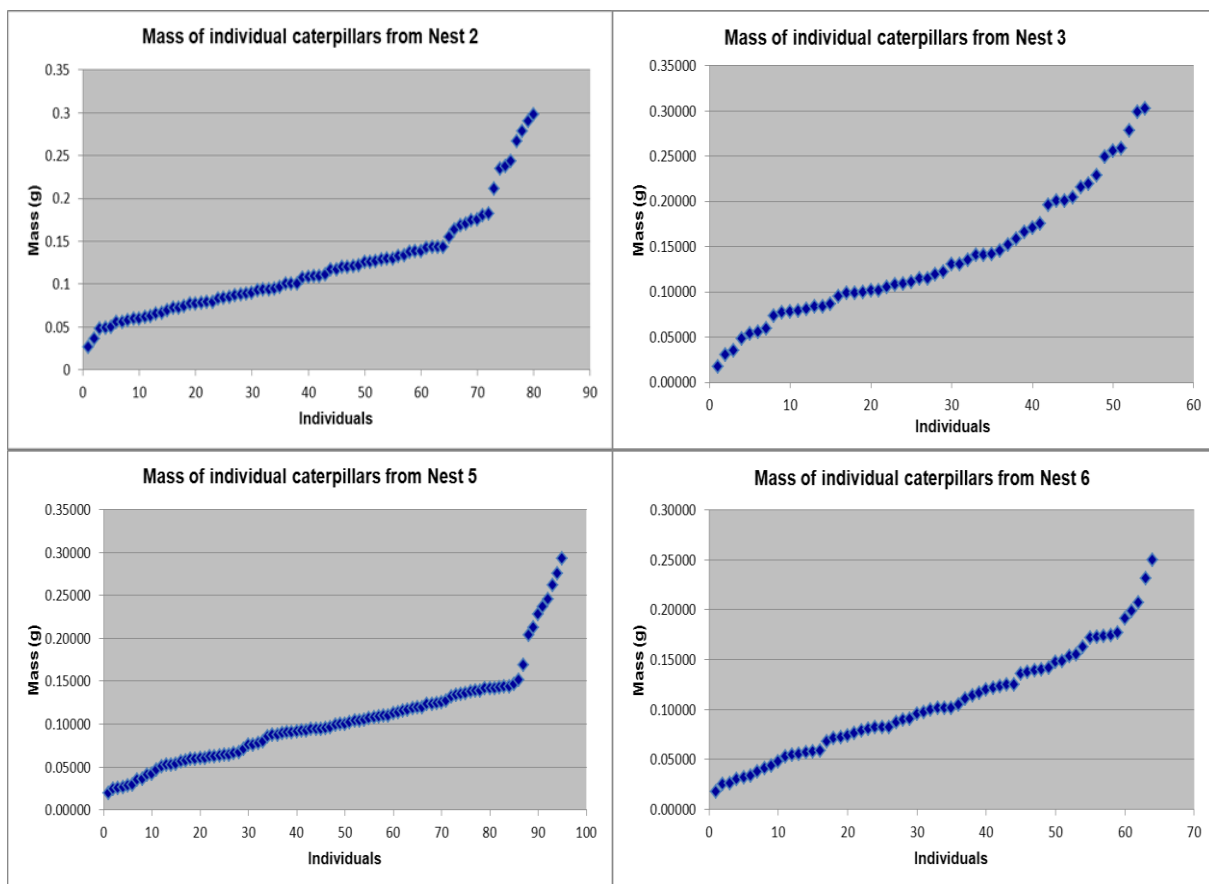 Mass of individual caterpillars from Nest 2
0.35
0.3
0.25
0.2
0.15
0.1
0.05
0
Mass (g)
0 10 20 30 40 50 60 70 80 90
Individuals
Mass of individual caterpillars from Nest 3
0.35000
0.30000
0.25000
0.20000
0.15000
0.10000
0.05000
0.00000
Mass (g)
0 10 20 30 40 50 60
Individuals
Mass of individual caterpillars from Nest 5
0.35000
0.30000
0.25000
0.20000
0.15000
0.10000
0.05000
0.00000
Mass (g)
0 10 20 30 40 50 60 70 80 90 100
Individuals
Mass of individual caterpillars from Nest 6
0.30000
0.25000
0.20000
0.15000
0.10000
0.05000
0.00000
Mass (g)
0 10 20 30 40 50 60 70
Individuals